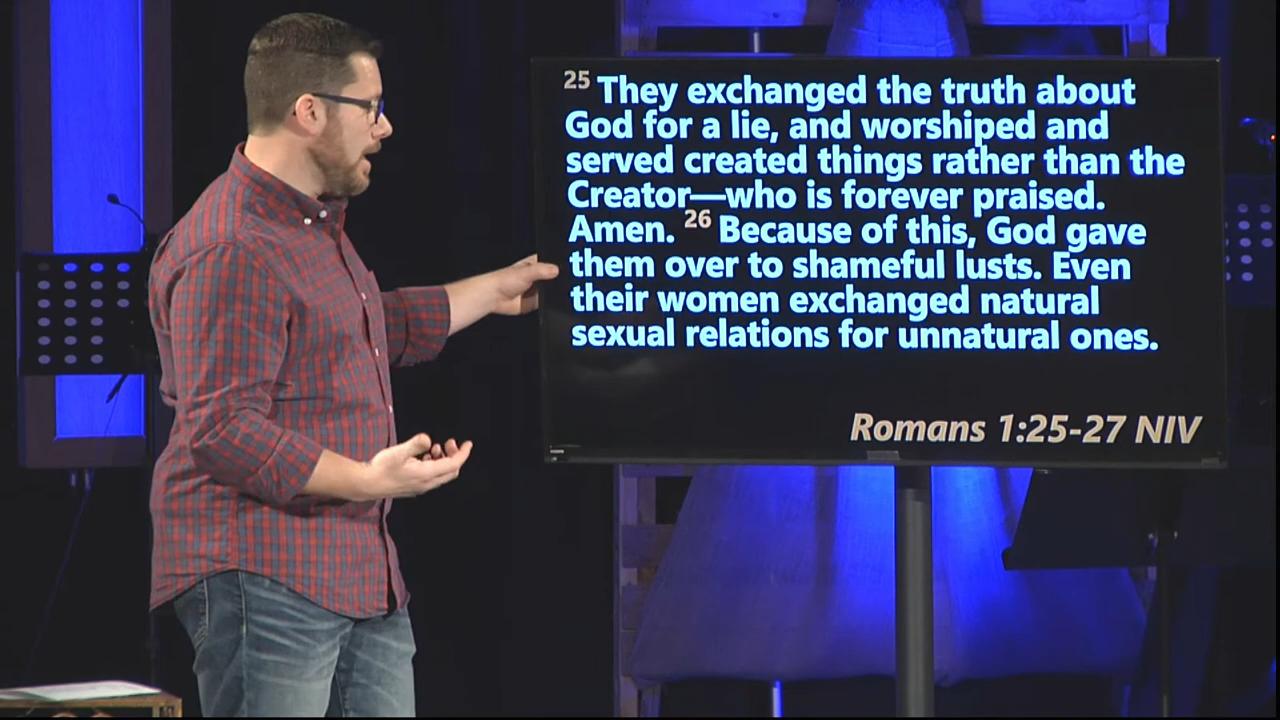 25 They exchanged the truth about
God for a lie, and worshiped and
served created things rather than the
Creator—who is forever praised.
Amen. 26 Because of this, God gave
them over to shameful lusts. Even
their women exchanged natural
sexual relations for unnatural ones.
Romans 1:25-27 NIV